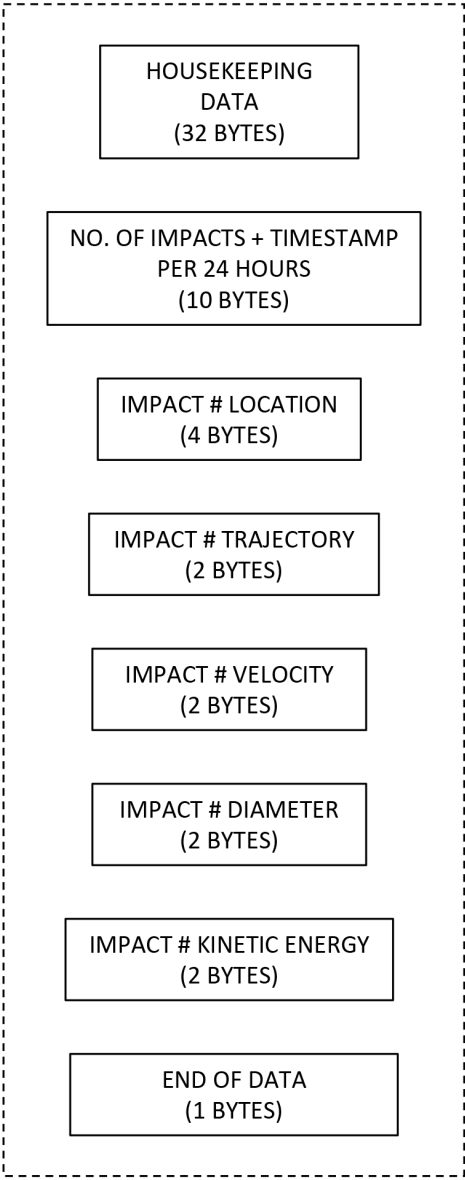 HOUSEKEEPING
DATA
(32 BYTES)
NO. OF IMPACTS + TIMESTAMP
PER 24 HOURS
(10 BYTES)
IMPACT # LOCATION
(4 BYTES)
IMPACT # TRAJECTORY
(2 BYTES)
IMPACT # VELOCITY
(2 BYTES)
IMPACT # DIAMETER
(2 BYTES)
IMPACT # KINETIC ENERGY
(2 BYTES)
END OF DATA
(1 BYTES)